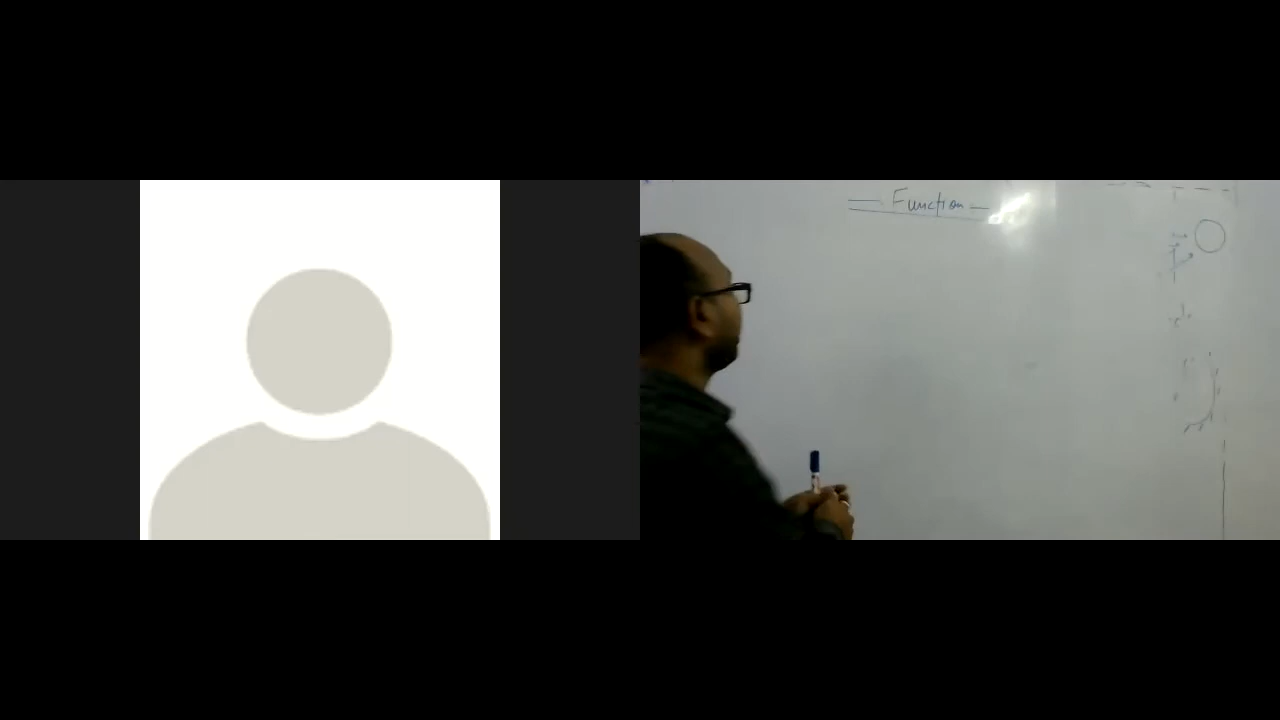 — Function —